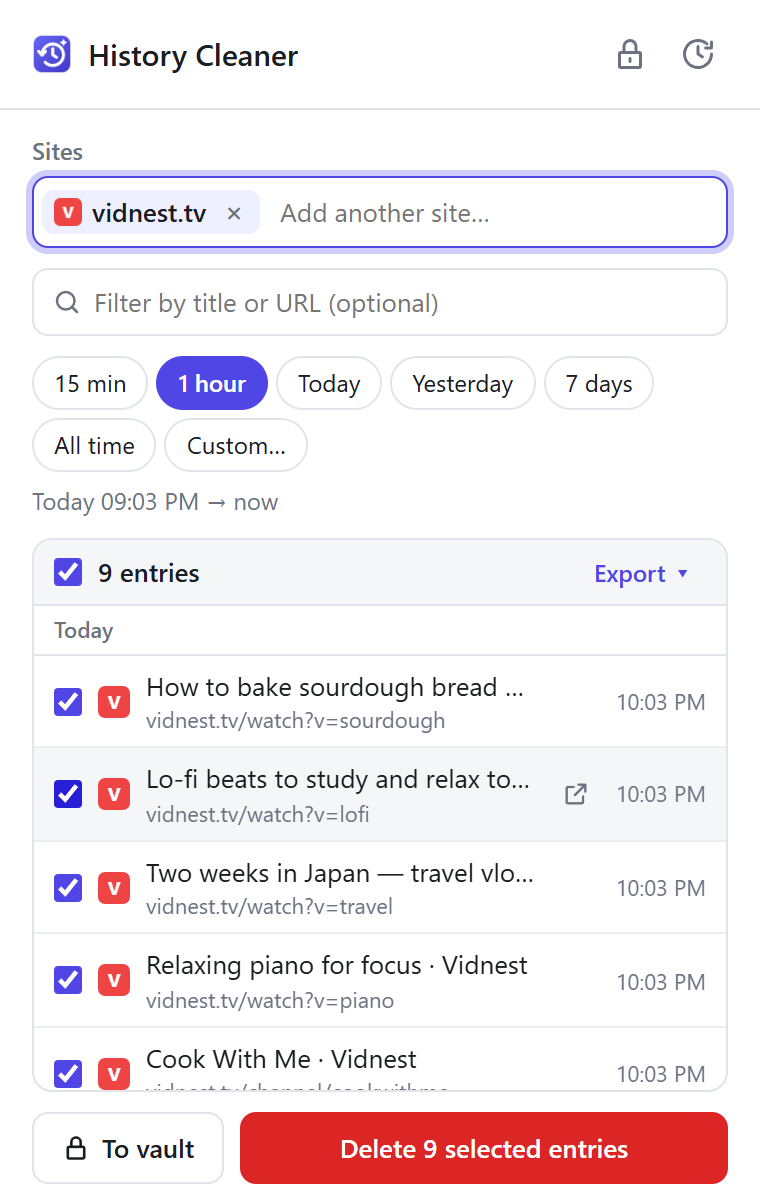 History Cleaner
Sites
V vidnest.tv × Add another site...
Filter by title or URL (optional)
15 min 1 hour Today Yesterday 7 days
All time Custom...
Today 09:03 PM → now
9 entries Export ▼
Today
V How to bake sourdough bread ... 10:03 PM
vidnest.tv/watch?v=sourdough
V Lo-fi beats to study and relax to... 10:03 PM
vidnest.tv/watch?v=lofi
V Two weeks in Japan — travel vlo... 10:03 PM
vidnest.tv/watch?v=travel
V Relaxing piano for focus · Vidnest 10:03 PM
vidnest.tv/watch?v=piano
V Cook With Me · Vidnest 10:03 PM
To vault Delete 9 selected entries